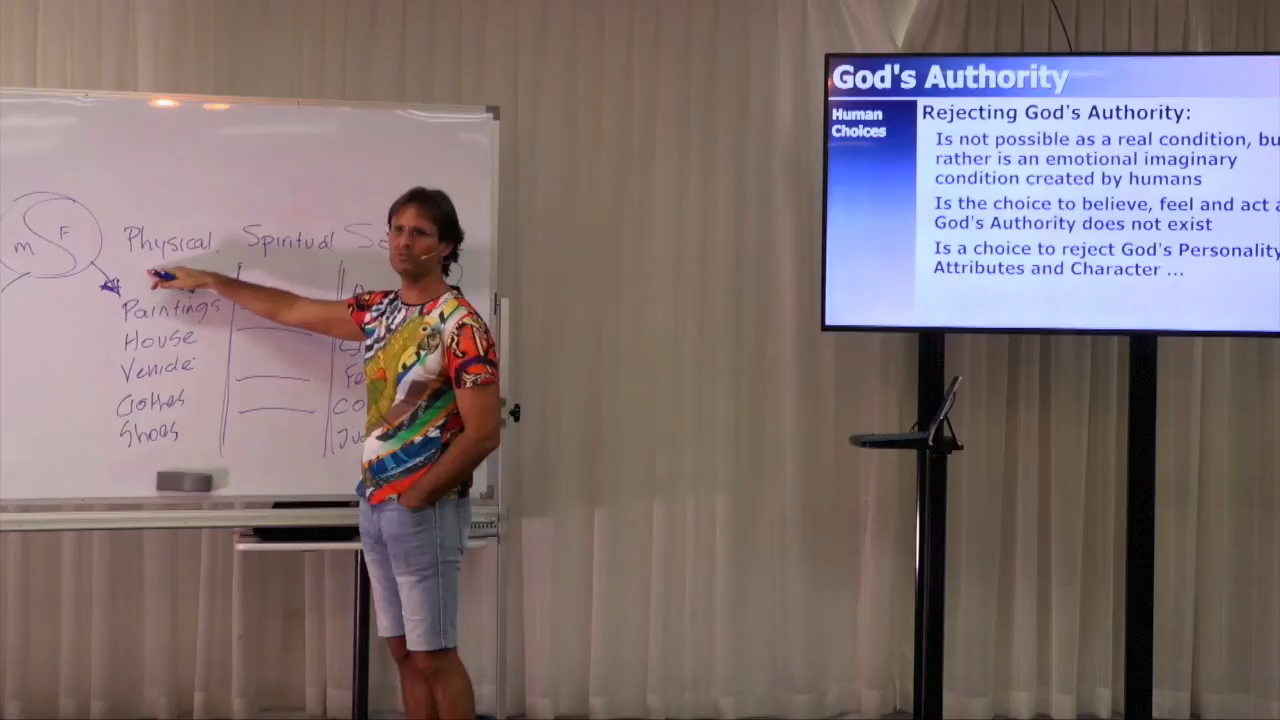 m F
Physical Spiritual
Paintings
House
Vehicle
Clothes
Shoes
God's Authority
Human
Choices
Rejecting God's Authority:
Is not possible as a real condition,
rather is an emotional imaginary
condition created by humans
Is the choice to believe, feel and act
God's Authority does not exist
Is a choice to reject God's Personality
Attributes and Character ...